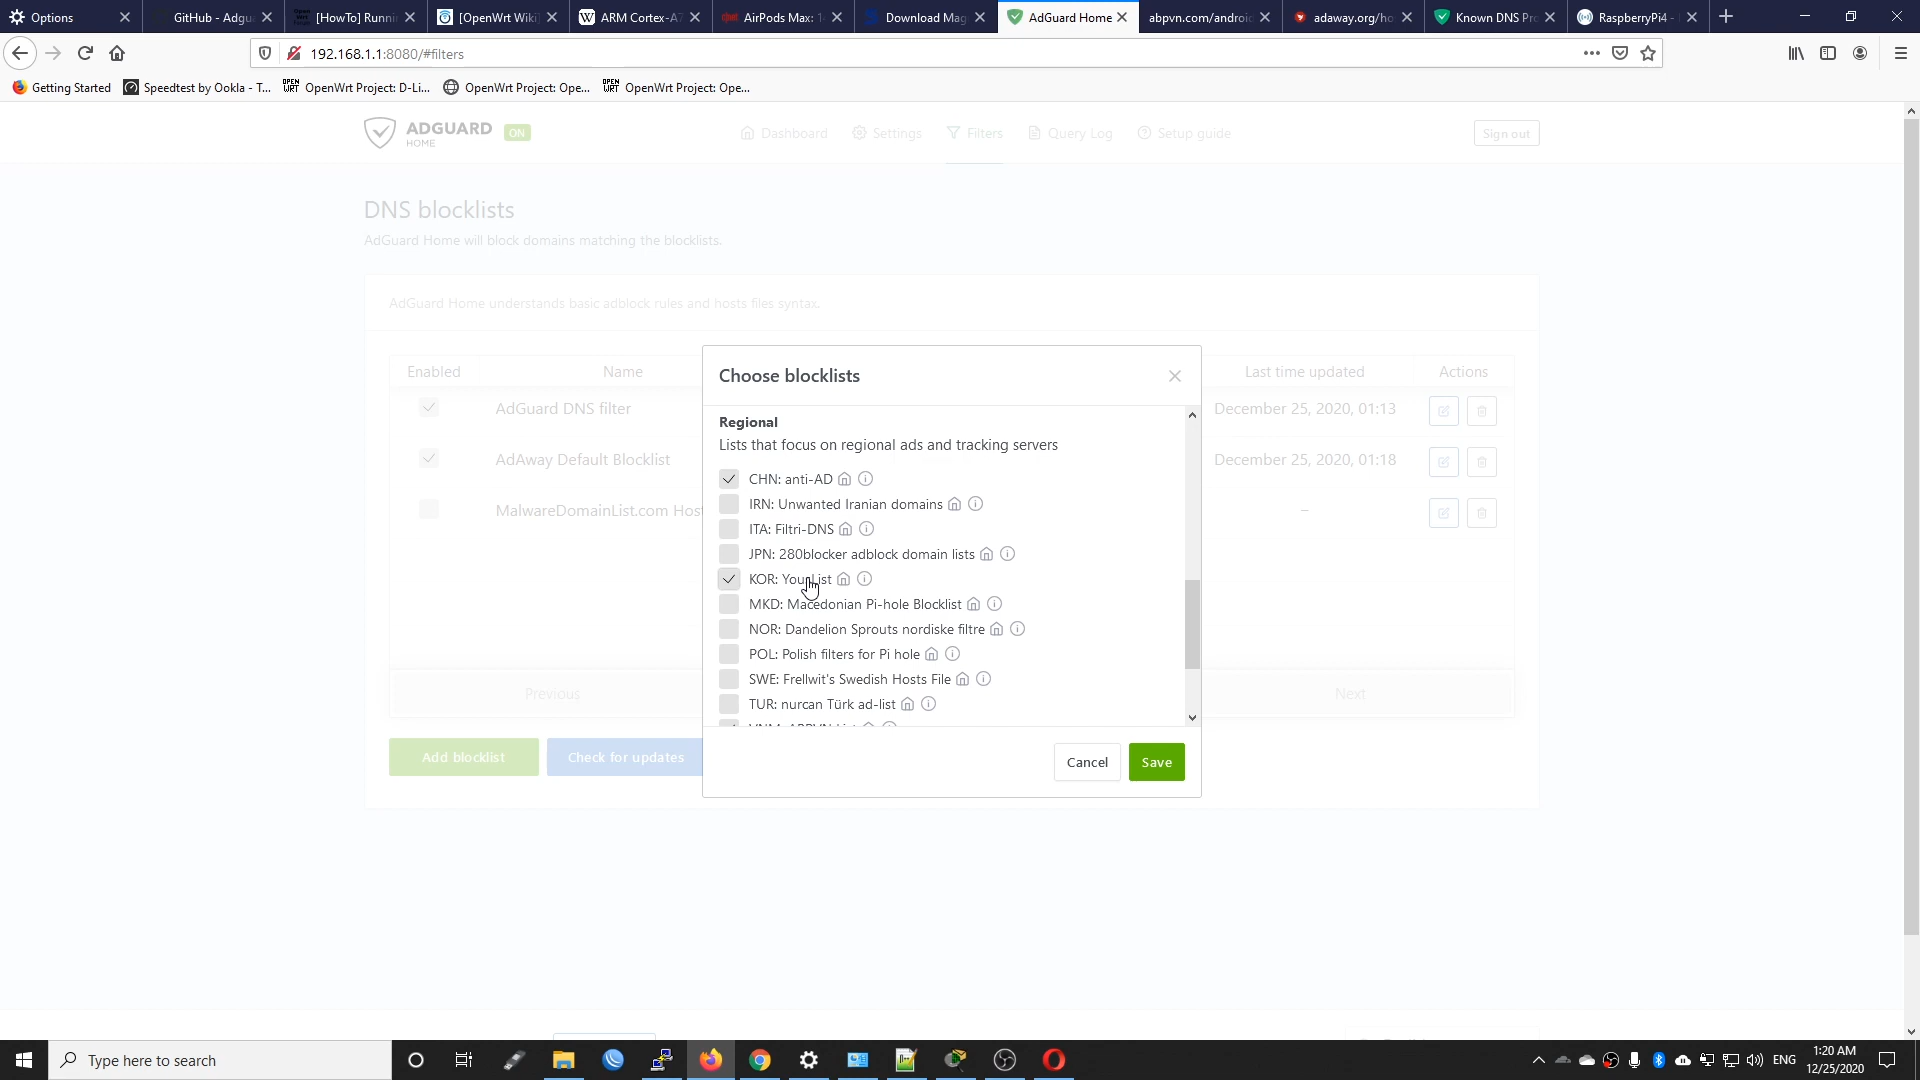 Options
GitHub - Adgua
[HowTo] Runni
[OpenWrt Wiki]
ARM Cortex-A7
AirPods Max: 1
Download Mag
AdGuard Home
abpvn.com/androi
adaway.org/ho
Known DNS Pro
RaspberryPi4 -
192.168.1.1:8080/#filters
Getting Started
Speedtest by Ookla - T...
OpenWrt Project: D-Li...
OpenWrt Project: Ope...
OpenWrt Project: Ope...
ADGUARD
HOME
ON
Dashboard
Settings
Filters
Query Log
Setup guide
Sign out
DNS blocklists
AdGuard Home will block domains matching the blocklists.
AdGuard Home understands basic adblock rules and hosts files syntax.
Enabled
Name
Last time updated
Actions
AdGuard DNS filter
December 25, 2020, 01:13
AdAway Default Blocklist
December 25, 2020, 01:18
MalwareDomainList.com Hos
–
Previous
Next
Add blocklist
Check for updates
Choose blocklists
Regional
Lists that focus on regional ads and tracking servers
CHN: anti-AD
IRN: Unwanted Iranian domains
ITA: Filtri-DNS
JPN: 280blocker adblock domain lists
KOR: YousList
MKD: Macedonian Pi-hole Blocklist
NOR: Dandelion Sprouts nordiske filtre
POL: Polish filters for Pi hole
SWE: Frellwit's Swedish Hosts File
TUR: nurcan Türk ad-list
VNM: ABPVN List
Cancel
Save
Type here to search
ENG
1:20 AM
12/25/2020